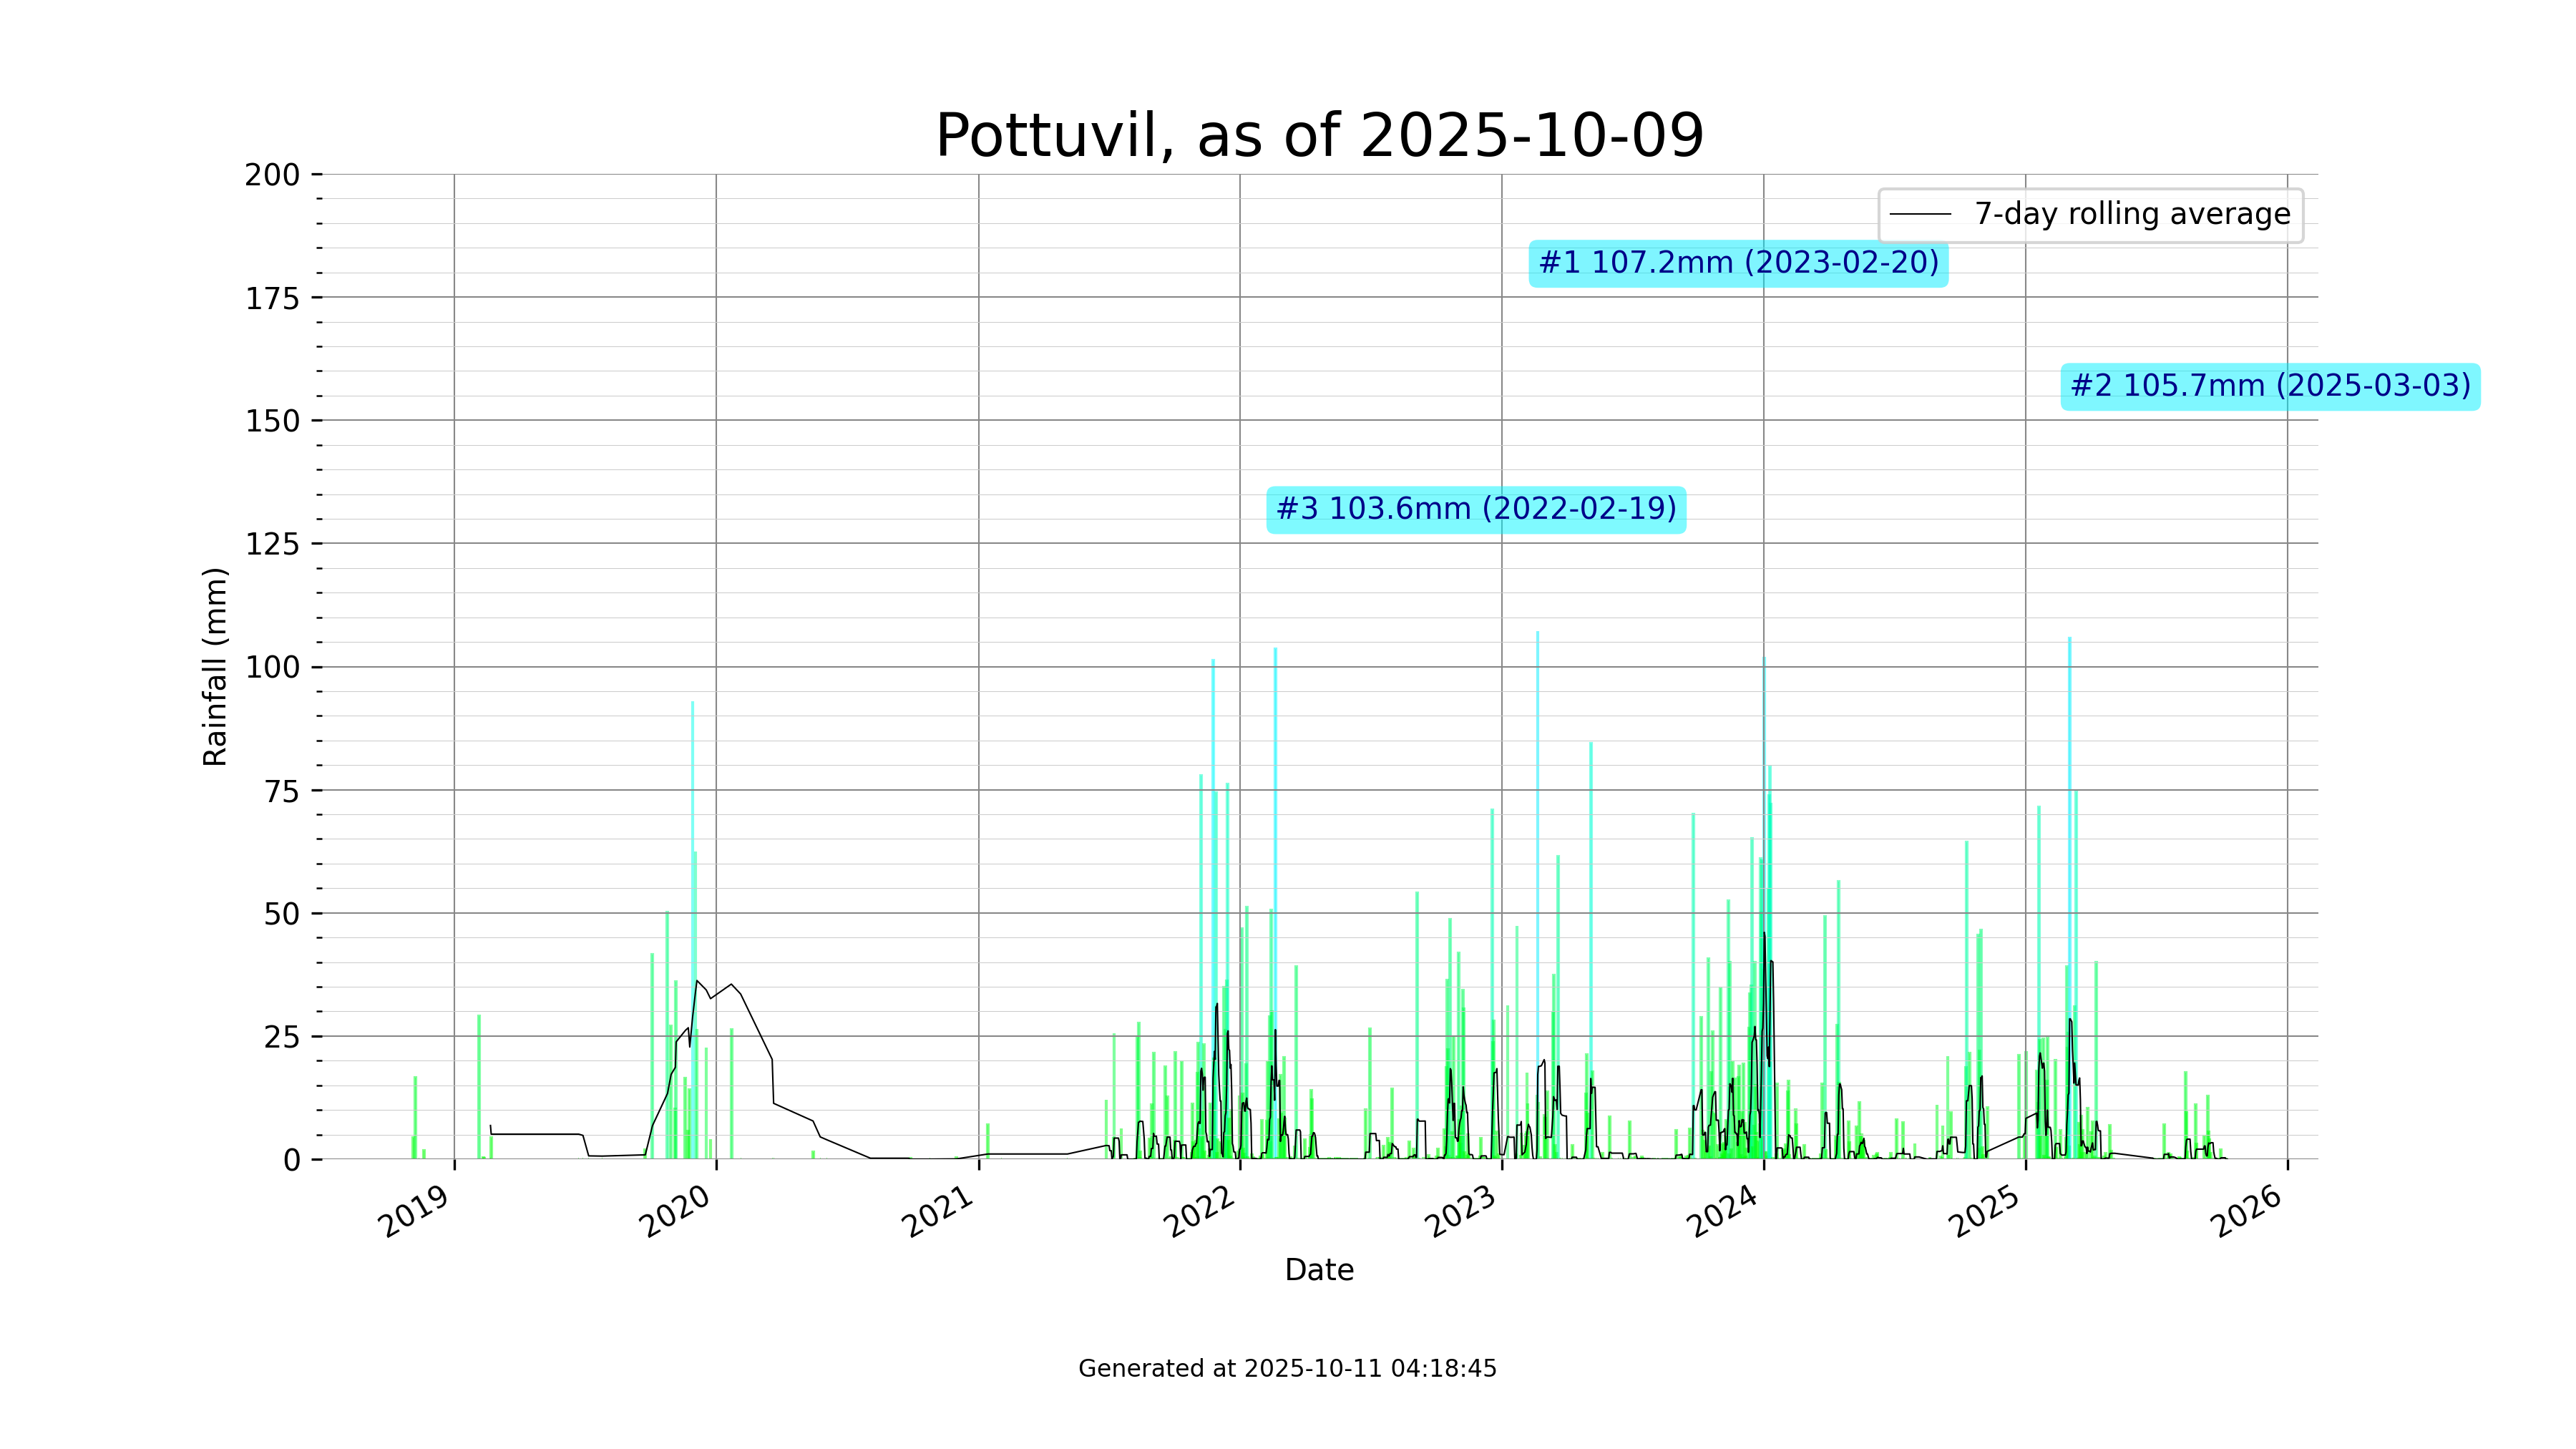 Pottuvil, as of 2025-10-09
200
175
150
125
100
75
50
25
0
Rainfall (mm)
7-day rolling average
#1 107.2mm (2023-02-20)
#2 105.7mm (2025-03-03)
#3 103.6mm (2022-02-19)
2019
2020
2021
2022
2023
2024
2025
2026
Date
Generated at 2025-10-11 04:18:45